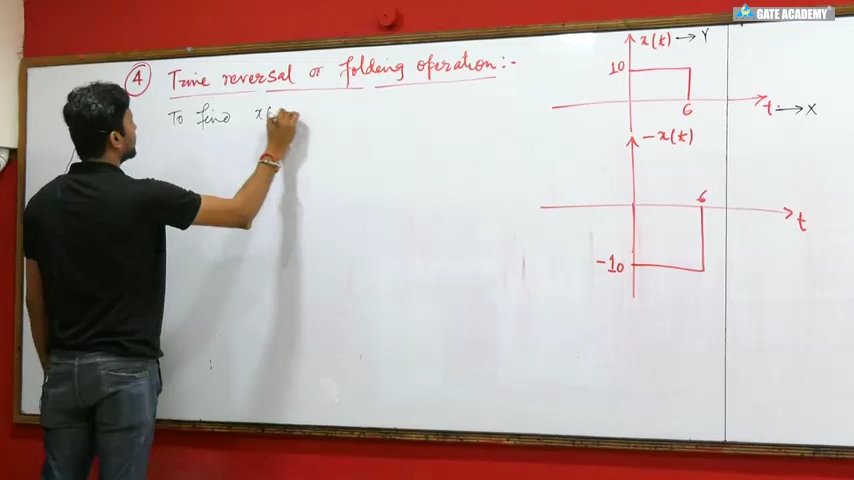 GATE ACADEMY
4 Time reversal or folding operation:-
To find x(
x(t) → Y
10
6
t → X
-x(t)
6
t
-10